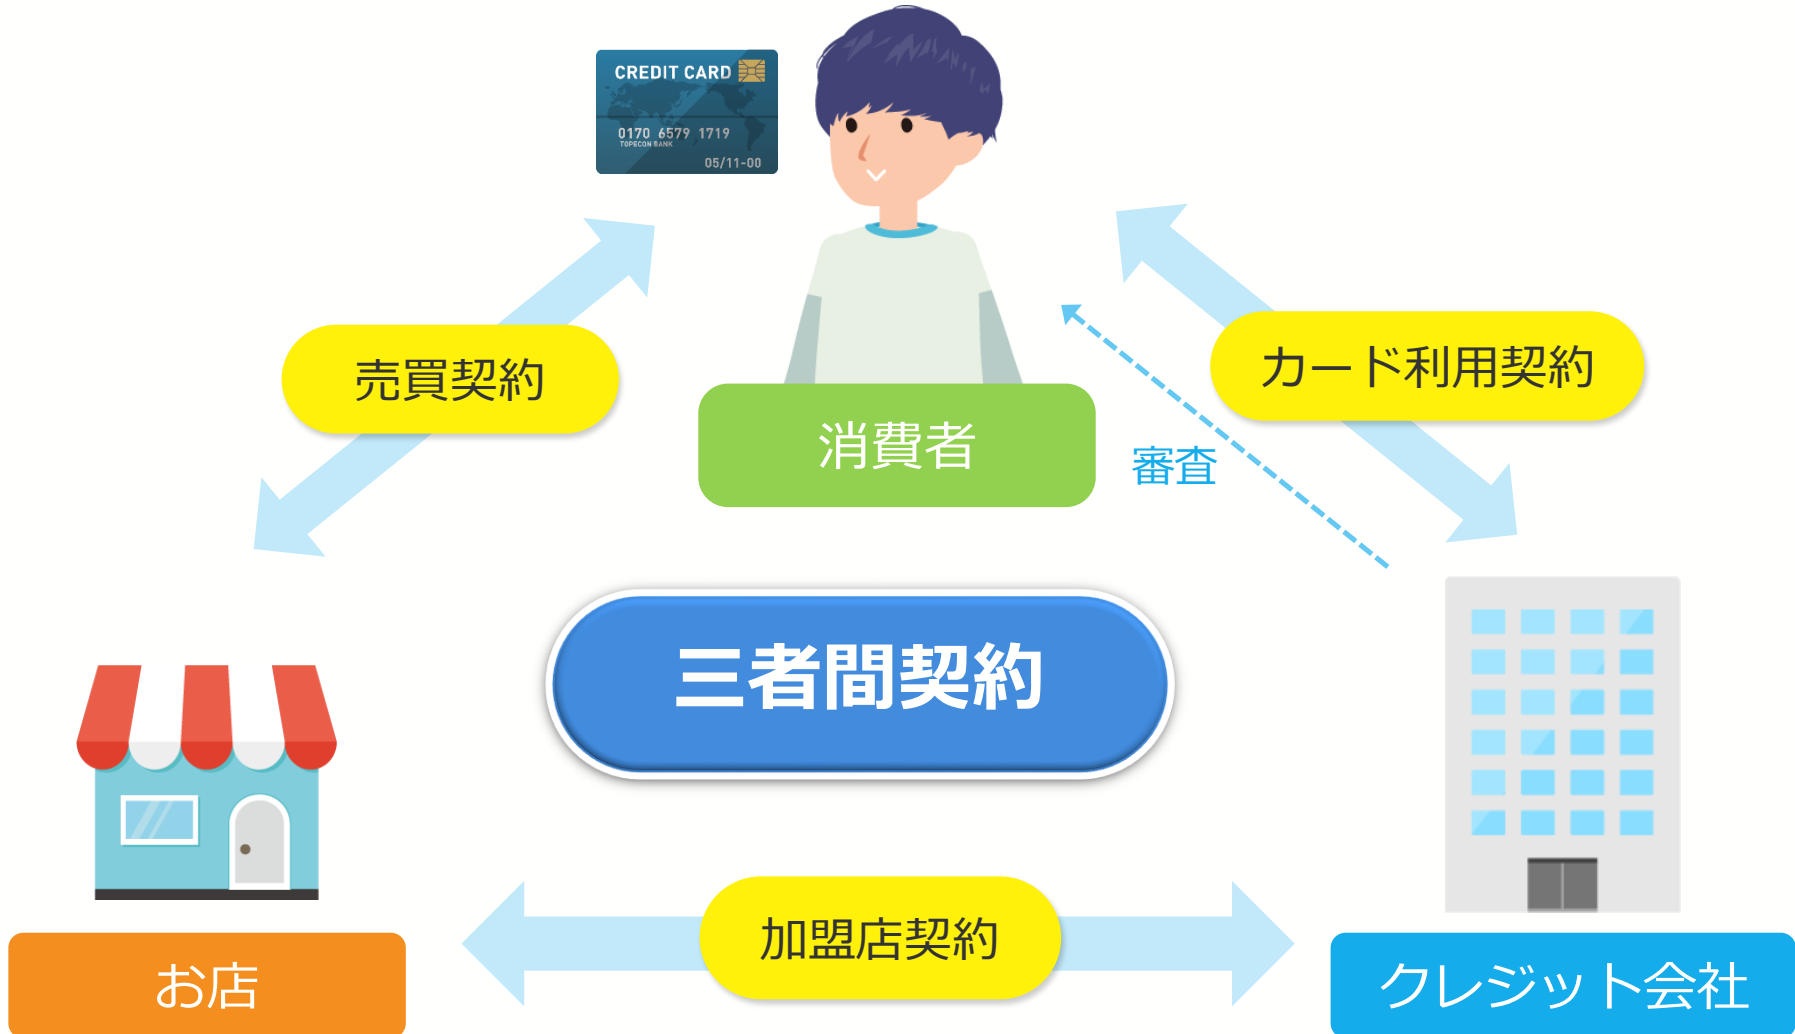 CREDIT CARD
0170 6579 1719
TOPECON BANK
05/11-00
売買契約
カード利用契約
消費者
審査
三者間契約
加盟店契約
お店
クレジット会社